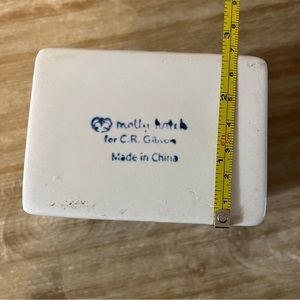 molly hatch
for C.R. Gibson
Made in China